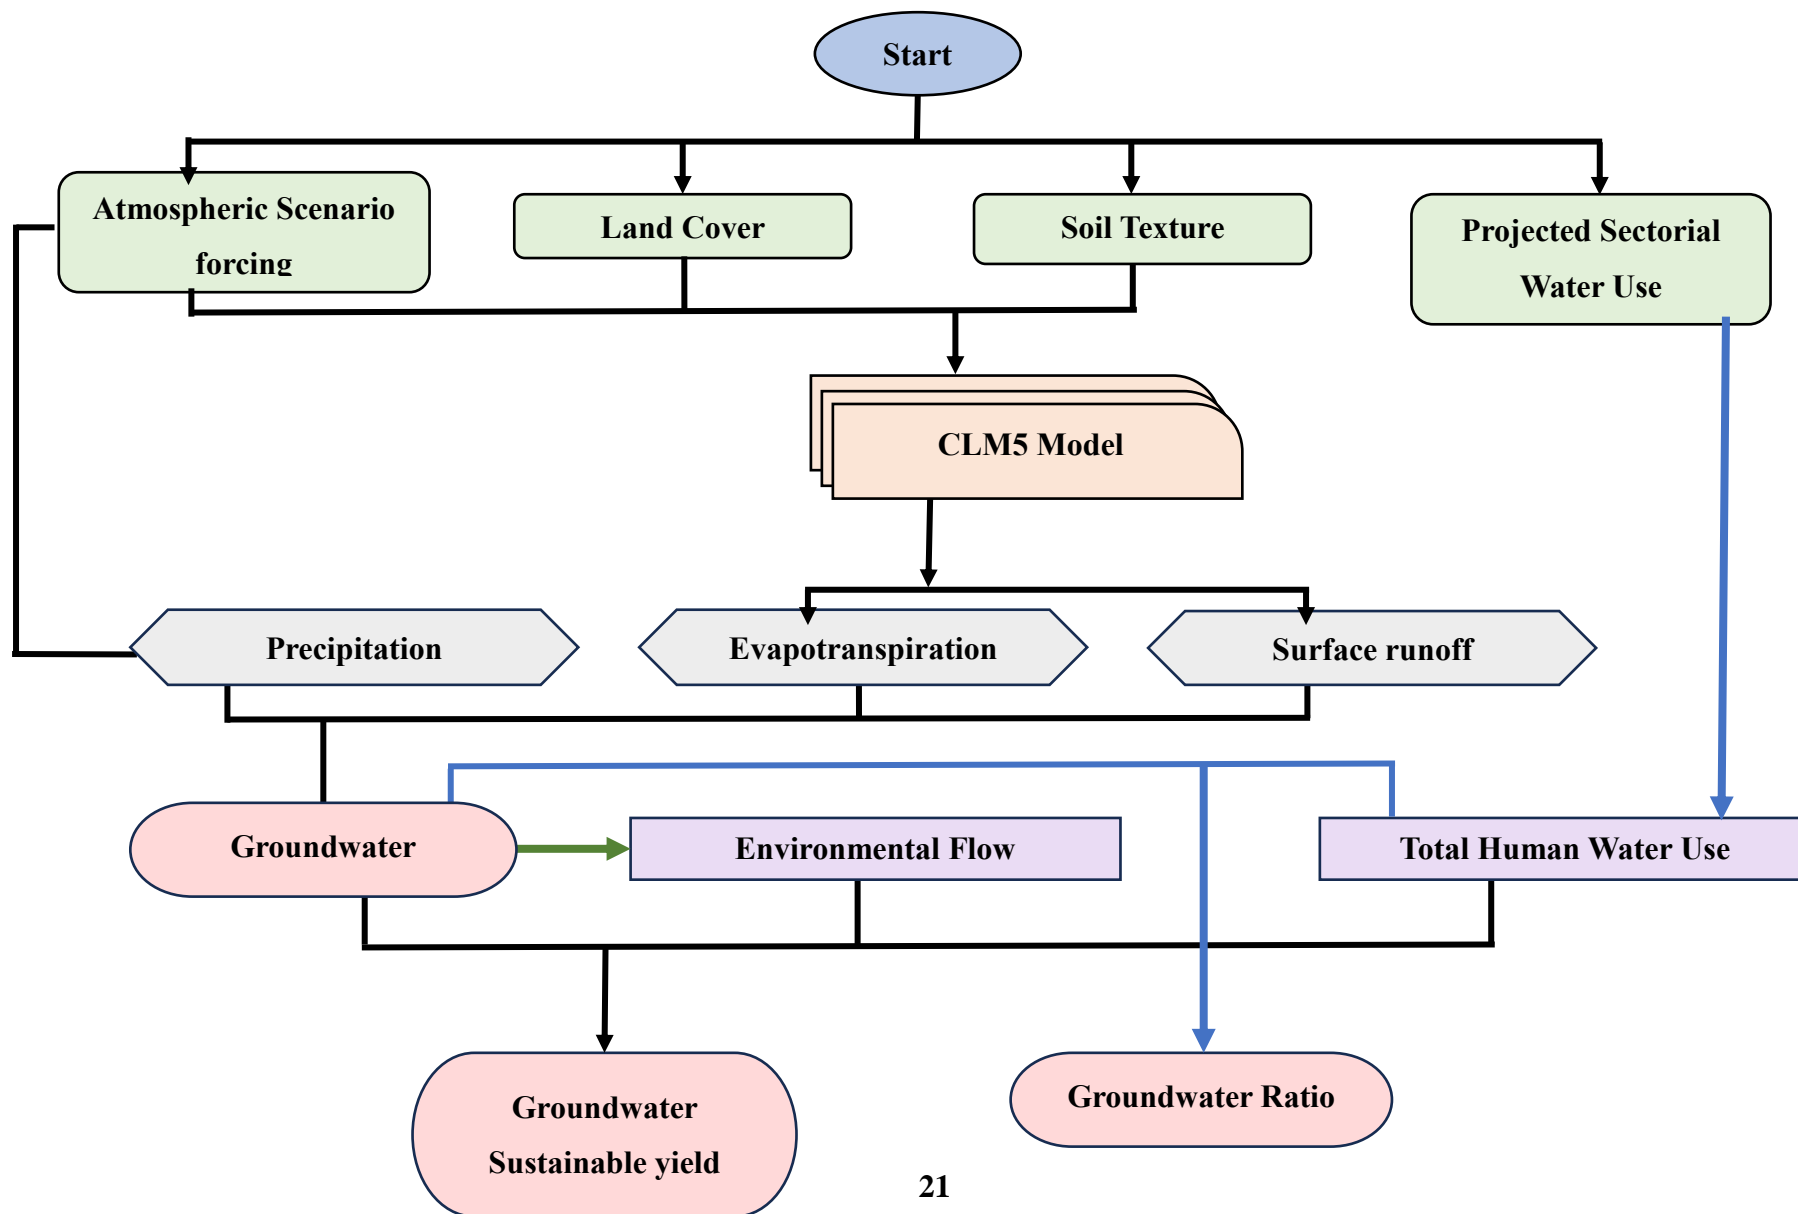 Start
Atmospheric Scenario
forcing
Land Cover
Soil Texture
Projected Sectorial
Water Use
CLM5 Model
Precipitation
Evapotranspiration
Surface runoff
Groundwater
Environmental Flow
Total Human Water Use
Groundwater
Sustainable yield
Groundwater Ratio
21